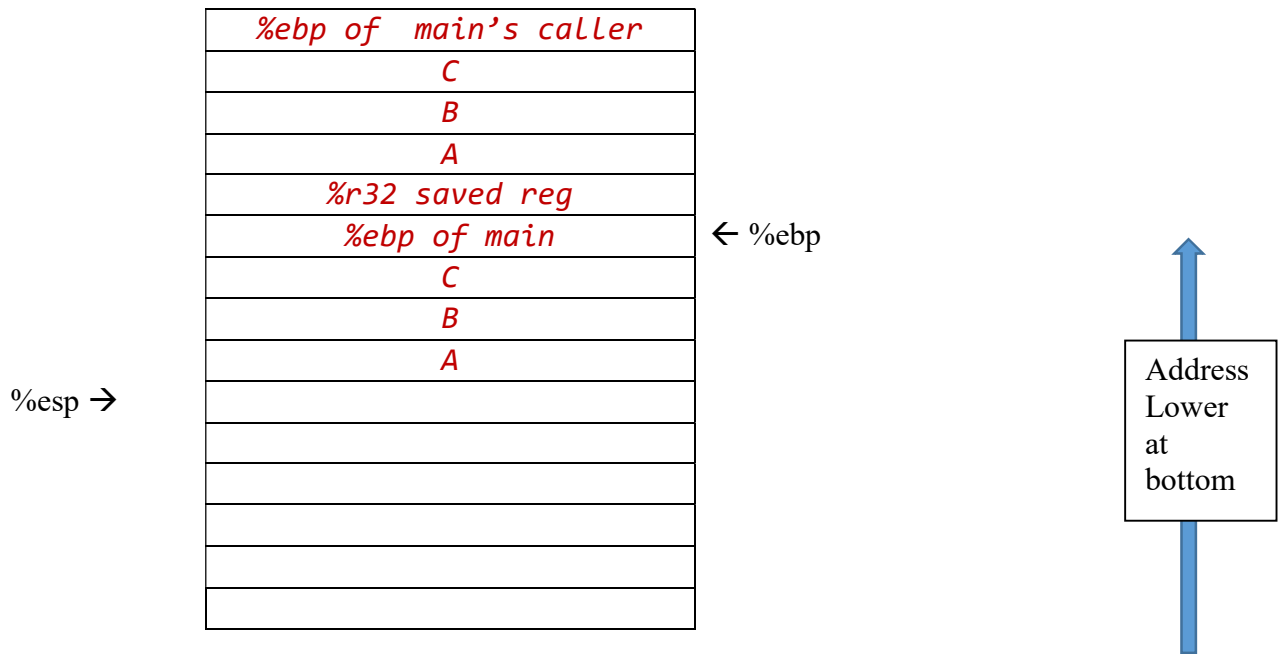 %ebp of main’s caller
C
B
A
%r32 saved reg
%ebp of main
← %ebp
C
B
A
%esp →
Address
Lower
at
bottom